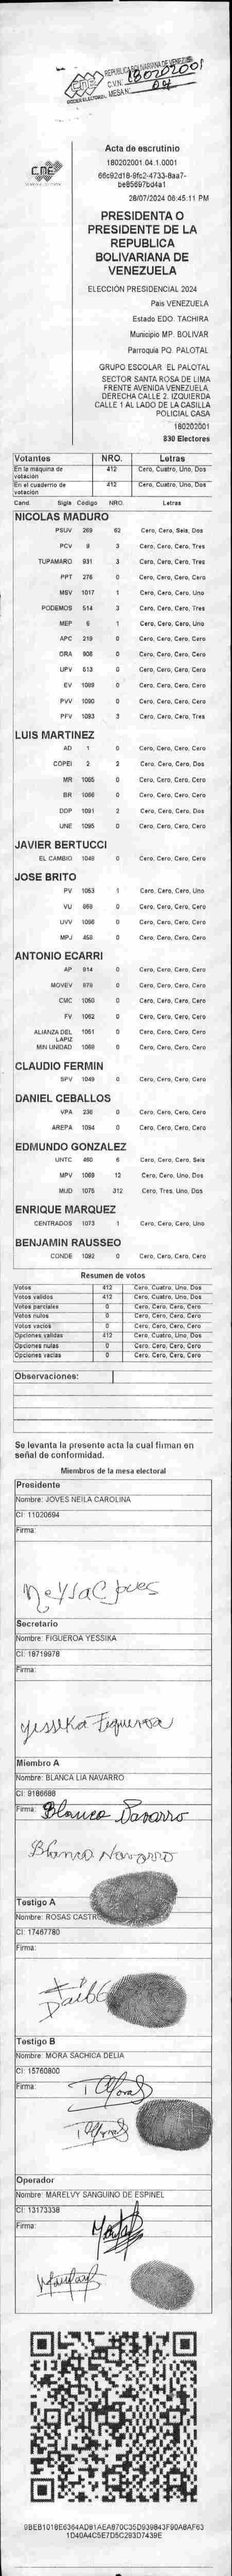 REPUBLICA BOLIVARIANA DE VENEZUELA
C.V.N: 180202001
PODER ELECTORAL MESA N:
CNE
Acta de escrutinio
180202001.04.1.0001
66c92d18-9fc2-4733-8aa7-
be85697bd4a1
28/07/2024 06:45:11 PM
PRESIDENTA O
PRESIDENTE DE LA
REPUBLICA
BOLIVARIANA DE
VENEZUELA
ELECCIÓN PRESIDENCIAL 2024
País VENEZUELA
Estado EDO. TACHIRA
Municipio MP. BOLIVAR
Parroquia PQ. PALOTAL
GRUPO ESCOLAR EL PALOTAL
SECTOR SANTA ROSA DE LIMA
FRENTE AVENIDA VENEZUELA.
DERECHA CALLE 2. IZQUIERDA
CALLE 1 AL LADO DE LA CASILLA
POLICIAL CASA
180202001
830 Electores
Votantes NRO. Letras
En la máquina de votación 412 Cero, Cuatro, Uno, Dos
En el cuaderno de votación 412 Cero, Cuatro, Uno, Dos
Cand. Sigla Código NRO. Letras
NICOLAS MADURO
PSUV 269 62 Cero, Cero, Seis, Dos
PCV 8 3 Cero, Cero, Cero, Tres
TUPAMARO 931 3 Cero, Cero, Cero, Tres
PPT 276 0 Cero, Cero, Cero, Cero
MSV 1017 1 Cero, Cero, Cero, Uno
PODEMOS 514 3 Cero, Cero, Cero, Tres
MEP 6 1 Cero, Cero, Cero, Uno
APC 219 0 Cero, Cero, Cero, Cero
ORA 906 0 Cero, Cero, Cero, Cero
UPV 613 0 Cero, Cero, Cero, Cero
EV 1089 0 Cero, Cero, Cero, Cero
PVV 1090 0 Cero, Cero, Cero, Cero
PFV 1093 3 Cero, Cero, Cero, Tres
LUIS MARTINEZ
AD 1 0 Cero, Cero, Cero, Cero
COPEI 2 2 Cero, Cero, Cero, Dos
MR 1065 0 Cero, Cero, Cero, Cero
BR 1066 0 Cero, Cero, Cero, Cero
DDP 1091 2 Cero, Cero, Cero, Dos
UNE 1095 0 Cero, Cero, Cero, Cero
JAVIER BERTUCCI
EL CAMBIO 1048 0 Cero, Cero, Cero, Cero
JOSE BRITO
PV 1053 1 Cero, Cero, Cero, Uno
VU 868 0 Cero, Cero, Cero, Cero
UVV 1096 0 Cero, Cero, Cero, Cero
MPJ 458 0 Cero, Cero, Cero, Cero
ANTONIO ECARRI
AP 914 0 Cero, Cero, Cero, Cero
MOVEV 879 0 Cero, Cero, Cero, Cero
CMC 1050 0 Cero, Cero, Cero, Cero
FV 1062 0 Cero, Cero, Cero, Cero
ALIANZA DEL LAPIZ 1051 0 Cero, Cero, Cero, Cero
MIN UNIDAD 1069 0 Cero, Cero, Cero, Cero
CLAUDIO FERMIN
SPV 1049 0 Cero, Cero, Cero, Cero
DANIEL CEBALLOS
VPA 236 0 Cero, Cero, Cero, Cero
AREPA 1094 0 Cero, Cero, Cero, Cero
EDMUNDO GONZALEZ
UNTC 460 6 Cero, Cero, Cero, Seis
MPV 1069 12 Cero, Cero, Uno, Dos
MUD 1075 312 Cero, Tres, Uno, Dos
ENRIQUE MARQUEZ
CENTRADOS 1073 1 Cero, Cero, Cero, Uno
BENJAMIN RAUSSEO
CONDE 1092 0 Cero, Cero, Cero, Cero
Resumen de votos
Votos 412 Cero, Cuatro, Uno, Dos
Votos válidos 412 Cero, Cuatro, Uno, Dos
Votos parciales 0 Cero, Cero, Cero, Cero
Votos nulos 0 Cero, Cero, Cero, Cero
Votos vacíos 0 Cero, Cero, Cero, Cero
Opciones válidas 412 Cero, Cuatro, Uno, Dos
Opciones nulas 0 Cero, Cero, Cero, Cero
Opciones vacías 0 Cero, Cero, Cero, Cero
Observaciones:
Se levanta la presente acta la cual firman en
señal de conformidad.
Miembros de la mesa electoral
Presidente
Nombre: JOVES NEILA CAROLINA
CI: 11020694
Firma:
Secretario
Nombre: FIGUEROA YESSIKA
CI: 18719978
Firma:
Yessika Figueroa
Miembro A
Nombre: BLANCA LIA NAVARRO
CI: 9186688
Firma: Blanca Navarro
Blanca Navarro
Testigo A
Nombre: ROSAS CASTRO
CI: 17467780
Firma:
Testigo B
Nombre: MORA SACHICA DELIA
CI: 15760800
Firma:
Operador
Nombre: MARELVY SANGUINO DE ESPINEL
CI: 13173338
Firma:
9BEB1018E6364AD81AEA870C35D939843F90A8AF63
1D40A4C5E7D5C293D7439E